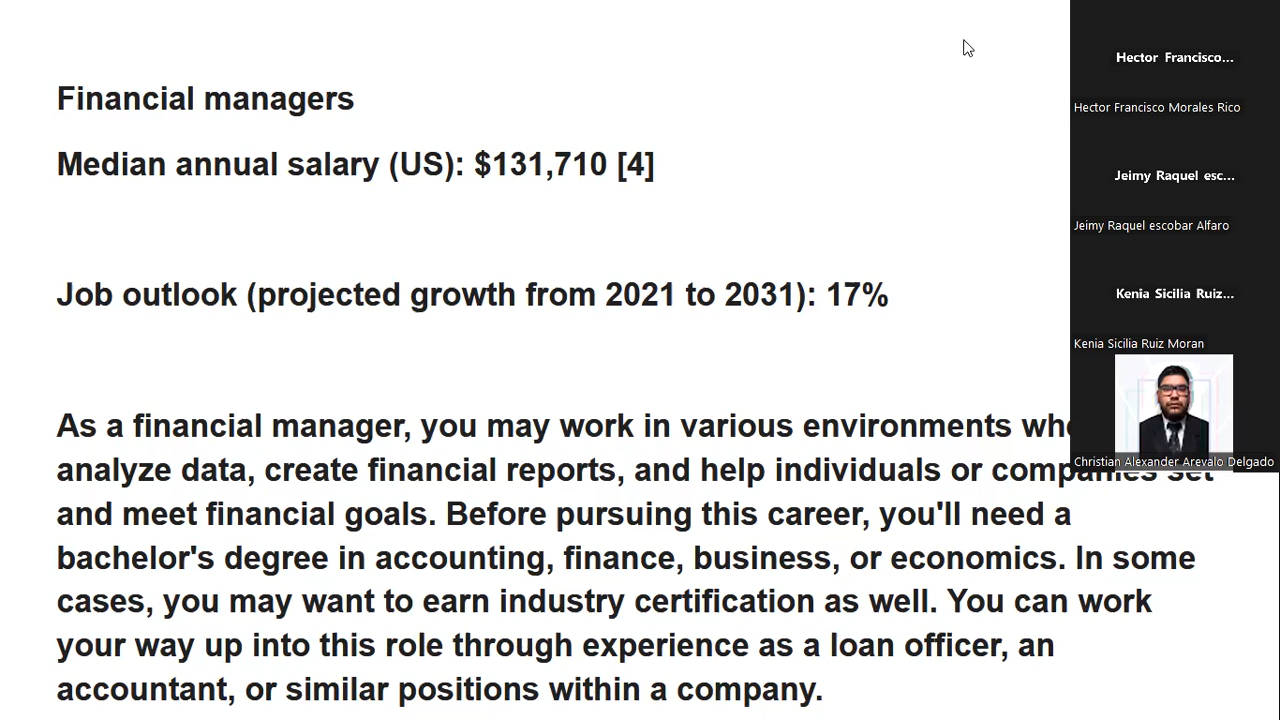 Financial managers
Median annual salary (US): $131,710 [4]
Job outlook (projected growth from 2021 to 2031): 17%
As a financial manager, you may work in various environments
analyze data, create financial reports, and help individuals or companies set
and meet financial goals. Before pursuing this career, you'll need a
bachelor's degree in accounting, finance, business, or economics. In some
cases, you may want to earn industry certification as well. You can work
your way up into this role through experience as a loan officer, an
accountant, or similar positions within a company.
Hector Francisco...
Hector Francisco Morales Rico
Jeimy Raquel esc...
Jeimy Raquel escobar Alfaro
Kenia Sicilia Ruiz...
Kenia Sicilia Ruiz Moran
Christian Alexander Arevalo Delgado